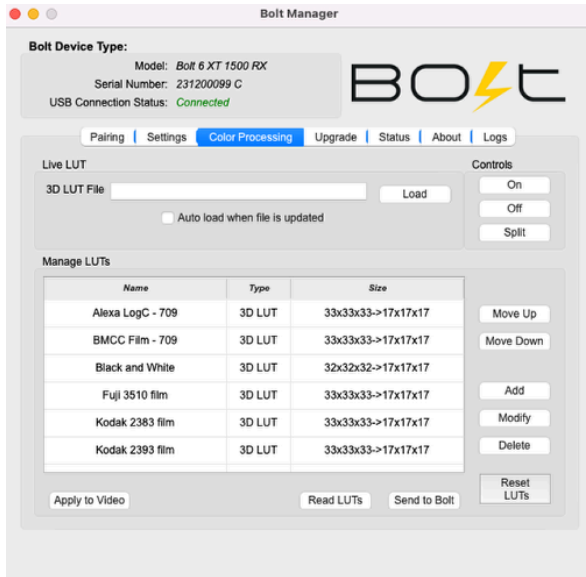 Bolt Manager
Bolt Device Type:
Model: Bolt 6 XT 1500 RX
Serial Number: 231200099 C
USB Connection Status: Connected
BOLT
Pairing Settings Color Processing Upgrade Status About Logs
Live LUT
Controls
3D LUT File
Load
Auto load when file is updated
On
Off
Split
Manage LUTs
Name Type Size
Alexa LogC - 709 3D LUT 33x33x33->17x17x17
BMCC Film - 709 3D LUT 33x33x33->17x17x17
Black and White 3D LUT 32x32x32->17x17x17
Fuji 3510 film 3D LUT 33x33x33->17x17x17
Kodak 2383 film 3D LUT 33x33x33->17x17x17
Kodak 2393 film 3D LUT 33x33x33->17x17x17
Move Up
Move Down
Add
Modify
Delete
Reset
LUTs
Apply to Video Read LUTs Send to Bolt